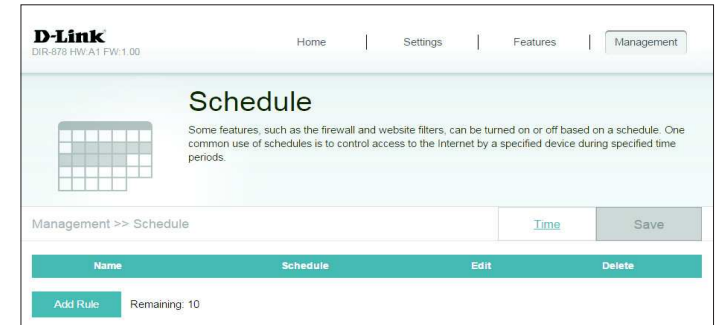 D-Link
DIR-878 HW:A1 FW:1.00
Home | Settings | Features | Management
Schedule
Some features, such as the firewall and website filters, can be turned on or off based on a schedule. One
common use of schedules is to control access to the Internet by a specified device during specified time
periods.
Management >> Schedule Time Save
Name Schedule Edit Delete
Add Rule Remaining: 10